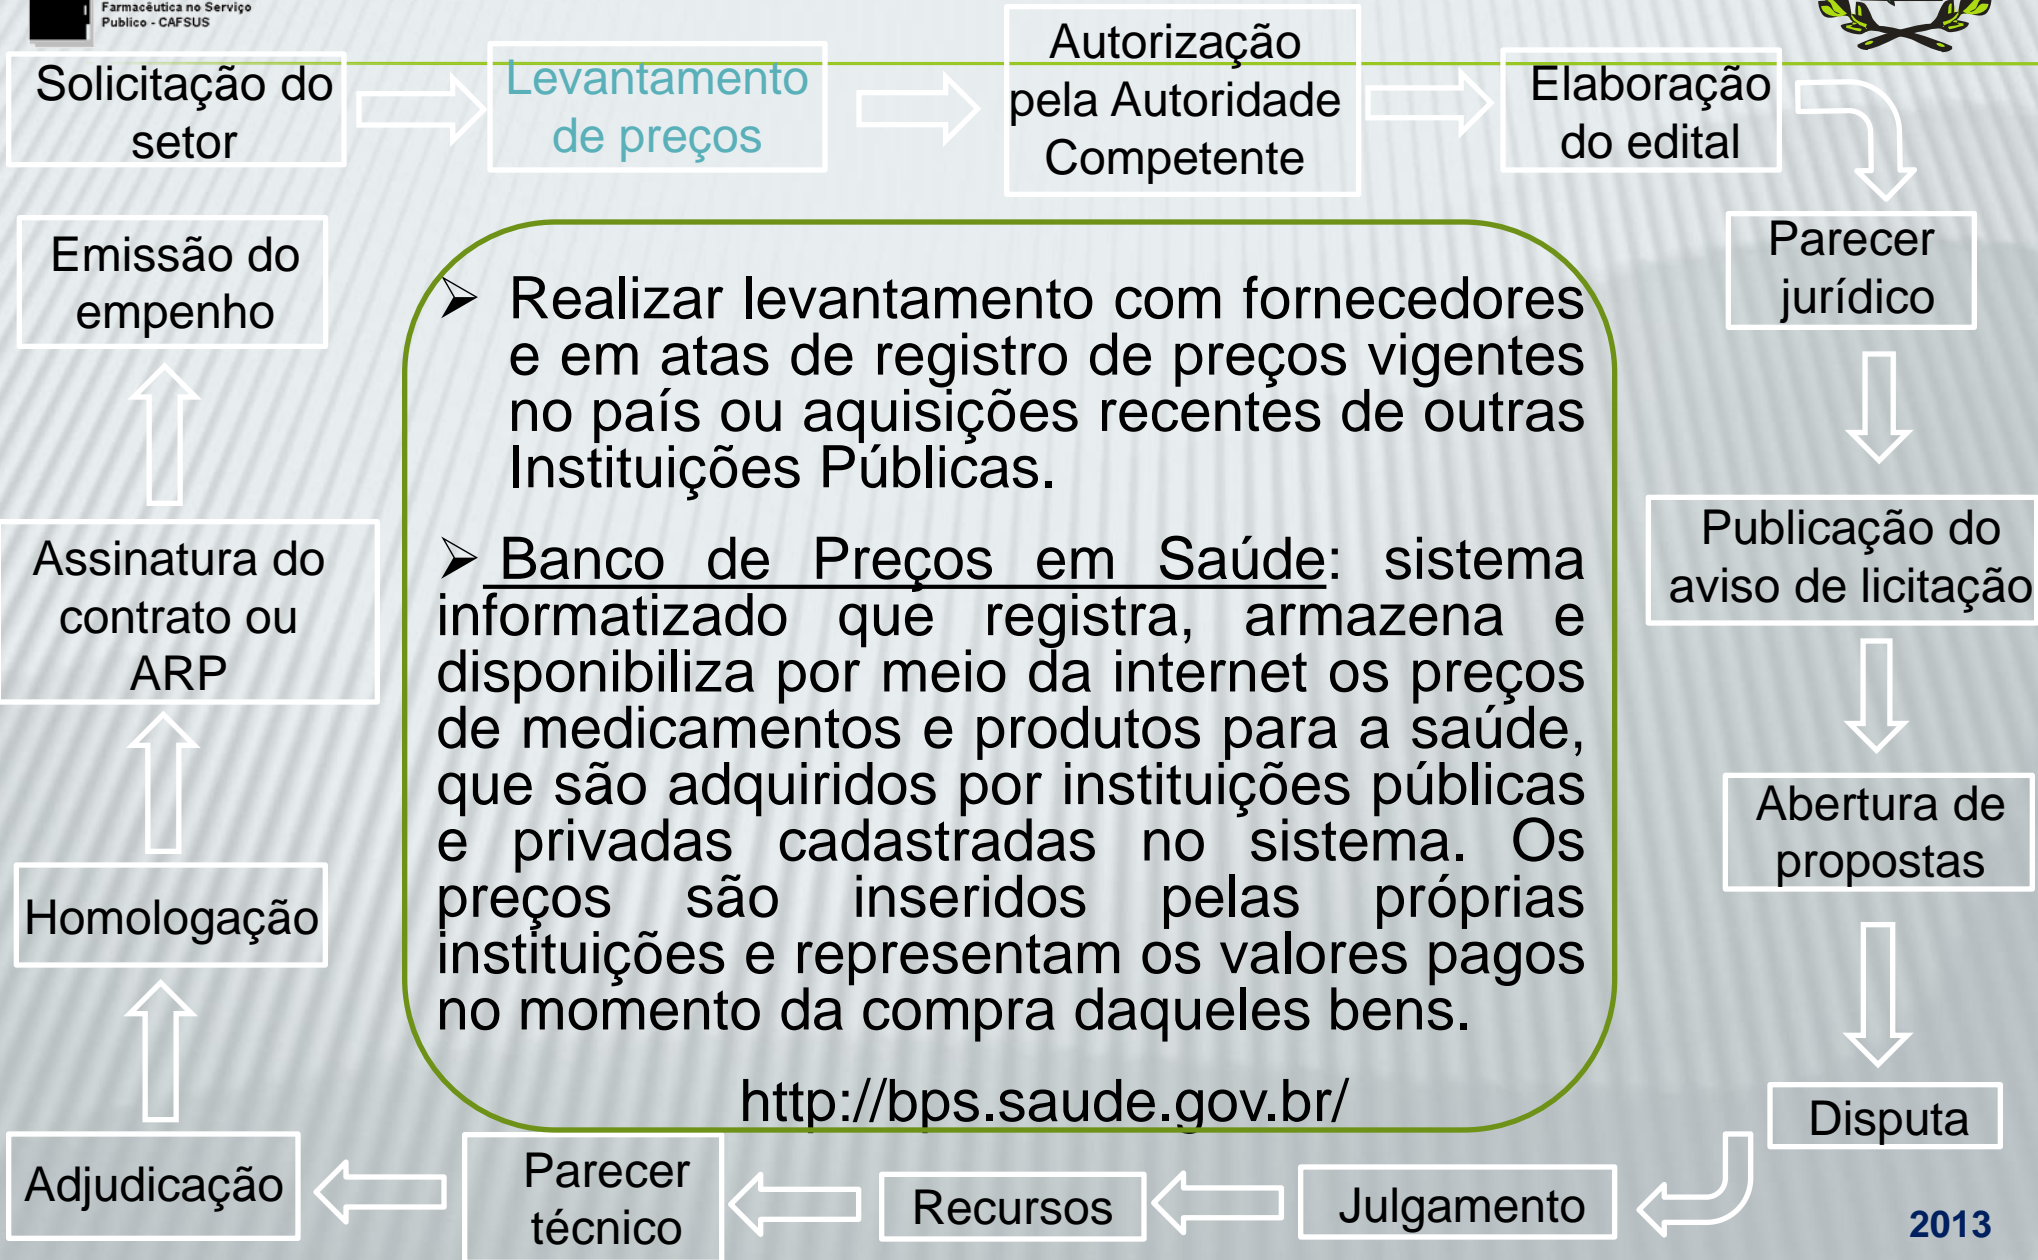 Farmacêutica no Serviço
Publico - CAFSUS
Solicitação do
setor
Levantamento
de preços
Autorização
pela Autoridade
Competente
Elaboração
do edital
Parecer
jurídico
Publicação do
aviso de licitação
Abertura de
propostas
Disputa
Julgamento
Recursos
Parecer
técnico
Adjudicação
Homologação
Assinatura do
contrato ou
ARP
Emissão do
empenho
➢ Realizar levantamento com fornecedores
e em atas de registro de preços vigentes
no país ou aquisições recentes de outras
Instituições Públicas.
➢ Banco de Preços em Saúde: sistema
informatizado que registra, armazena e
disponibiliza por meio da internet os preços
de medicamentos e produtos para a saúde,
que são adquiridos por instituições públicas
e privadas cadastradas no sistema. Os
preços são inseridos pelas próprias
instituições e representam os valores pagos
no momento da compra daqueles bens.
http://bps.saude.gov.br/
2013